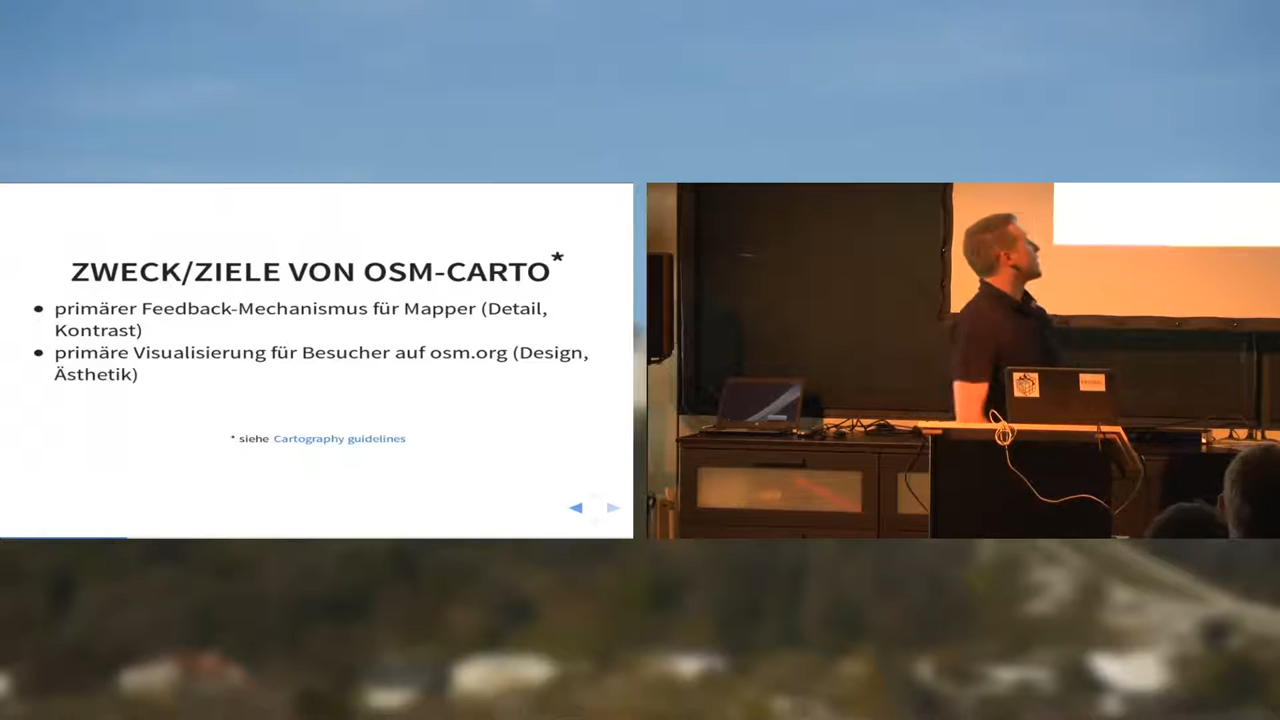 ZWECK/ZIELE VON OSM-CARTO*
● primärer Feedback-Mechanismus für Mapper (Detail,
Kontrast)
● primäre Visualisierung für Besucher auf osm.org (Design,
Ästhetik)
* siehe Cartography guidelines